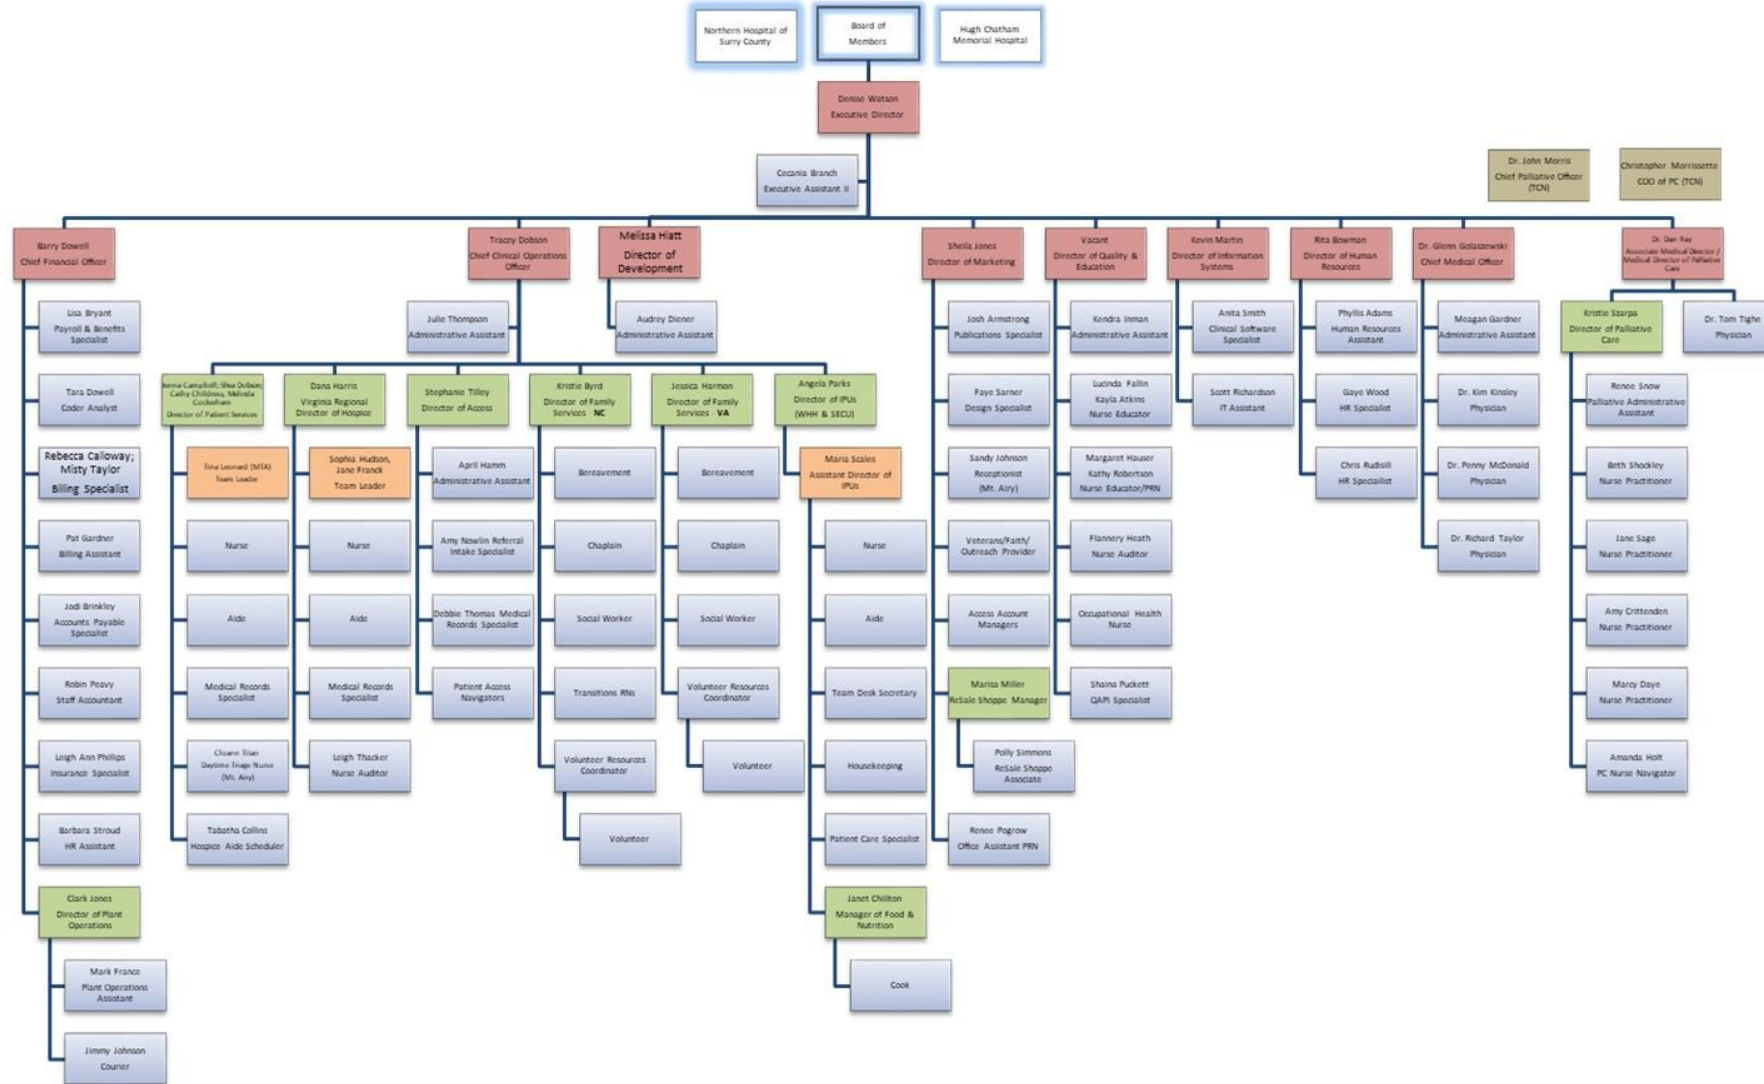 Northern Hospital of
Surry County
Board of
Members
Hugh Chatham
Memorial Hospital
Denise Watson
Executive Director
Cecania Branch
Executive Assistant II
Dr. John Morris
Chief Palliative Officer
(TCN)
Christopher Morrissette
COO of PC (TCN)
Barry Dowell
Chief Financial Officer
Lisa Bryant
Payroll & Benefits
Specialist
Tara Dowell
Coder Analyst
Rebecca Calloway;
Misty Taylor
Billing Specialist
Pat Gardner
Billing Assistant
Jodi Brinkley
Accounts Payable
Specialist
Robin Peavy
Staff Accountant
Leigh Ann Phillips
Insurance Specialist
Barbara Stroud
HR Assistant
Clark Jones
Director of Plant
Operations
Mark France
Plant Operations
Assistant
Jimmy Johnson
Courier
Tracey Dobson
Chief Clinical Operations
Officer
Julie Thompson
Administrative Assistant
Campbell; Shea Dobson;
Cathy Childress, Melinda
Cockerham
Director of Patient Services
Tina Leonard (MTA)
Team Leader
Nurse
Aide
Medical Records
Specialist
Daytime Triage Nurse
(Mt. Airy)
Tabatha Collins
Hospice Aide Scheduler
Dana Harris
Virginia Regional
Director of Hospice
Sophia Hudson,
Jane Franck
Team Leader
Nurse
Aide
Medical Records
Specialist
Leigh Thacker
Nurse Auditor
Stephanie Tilley
Director of Access
April Hamm
Administrative Assistant
Amy Nowlin Referral
Intake Specialist
Debbie Thomas Medical
Records Specialist
Patient Access
Navigators
Kristie Byrd
Director of Family
Services - NC
Bereavement
Chaplain
Social Worker
Transitions RNs
Volunteer Resources
Coordinator
Volunteer
Jessica Harmon
Director of Family
Services - VA
Bereavement
Chaplain
Social Worker
Volunteer Resources
Coordinator
Volunteer
Angela Parks
Director of IPUs
(WHH & SECU)
Maria Scales
Assistant Director of
IPUs
Nurse
Aide
Team Desk Secretary
Housekeeping
Patient Care Specialist
Janet Chillton
Manager of Food &
Nutrition
Cook
Melissa Hiatt
Director of
Development
Audrey Diener
Administrative Assistant
Sheila Jones
Director of Marketing
Josh Armstrong
Publications Specialist
Faye Sarner
Design Specialist
Sandy Johnson
Receptionist
(Mt. Airy)
Veterans/Faith/
Outreach Provider
Access Account
Managers
Marisa Miller
ReSale Shoppe Manager
Polly Simmons
ReSale Shoppe
Associate
Renee Pogrow
Office Assistant PRN
Vacant
Director of Quality &
Education
Kendra Inman
Administrative Assistant
Lucinda Fallin
Kayla Atkins
Nurse Educator
Margaret Hauser
Kathy Robertson
Nurse Educator/PRN
Flannery Heath
Nurse Auditor
Occupational Health
Nurse
Shaina Puckett
QAPI Specialist
Kevin Martin
Director of Information
Systems
Anita Smith
Clinical Software
Specialist
Scott Richardson
IT Assistant
Rita Bowman
Director of Human
Resources
Phyllis Adams
Human Resources
Assistant
Gaye Wood
HR Specialist
Chris Rudisill
HR Specialist
Dr. Glenn Golaszewski
Chief Medical Officer
Meagan Gardner
Administrative Assistant
Dr. Kim Kinsley
Physician
Dr. Penny McDonald
Physician
Dr. Richard Taylor
Physician
Dr. Dan Ray
Associate Medical Director /
Medical Director of Palliative
Care
Kristie Szarpa
Director of Palliative
Care
Dr. Tom Tighe
Physician
Renee Snow
Palliative Administrative
Assistant
Beth Shockley
Nurse Practitioner
Jane Sage
Nurse Practitioner
Amy Crittenden
Nurse Practitioner
Marcy Daye
Nurse Practitioner
Amanda Holt
PC Nurse Navigator